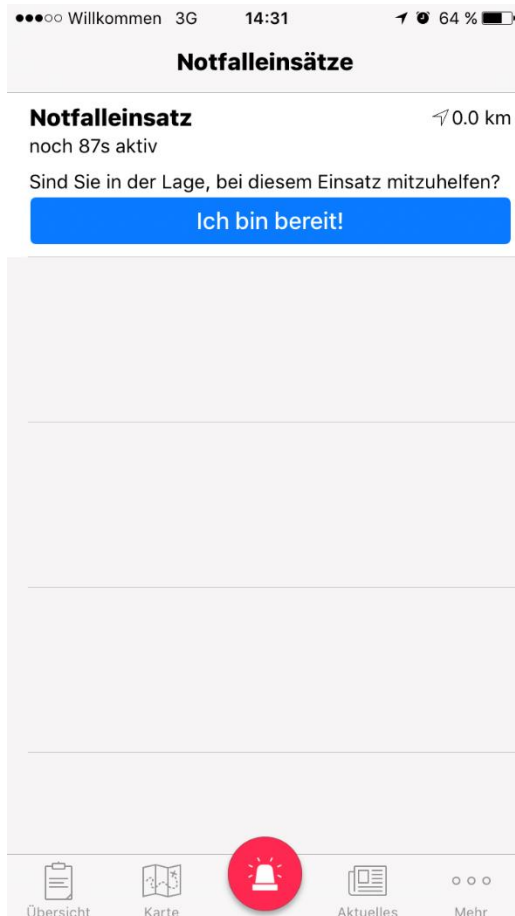 Willkommen 3G 14:31 64 %
Notfalleinsätze
Notfalleinsatz 0.0 km
noch 87s aktiv
Sind Sie in der Lage, bei diesem Einsatz mitzuhelfen?
Ich bin bereit!
Übersicht Karte Aktuelles Mehr